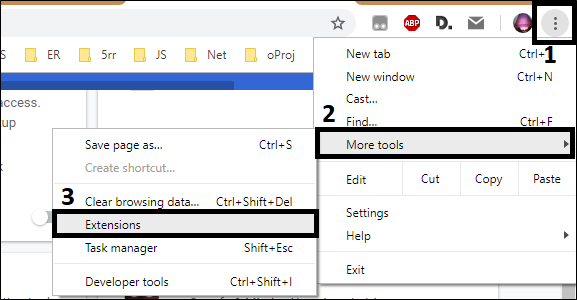 ABP
D.
1
ER
5rr
JS
Net
oProj
New tab Ctrl+
New window Ctrl+N
Cast...
2
Find... Ctrl+F
More tools
Edit Cut Copy Paste
Settings
Help
Exit
access.
Save page as... Ctrl+S
Create shortcut...
3
Clear browsing data... Ctrl+Shift+Del
Extensions
Task manager Shift+Esc
Developer tools Ctrl+Shift+I